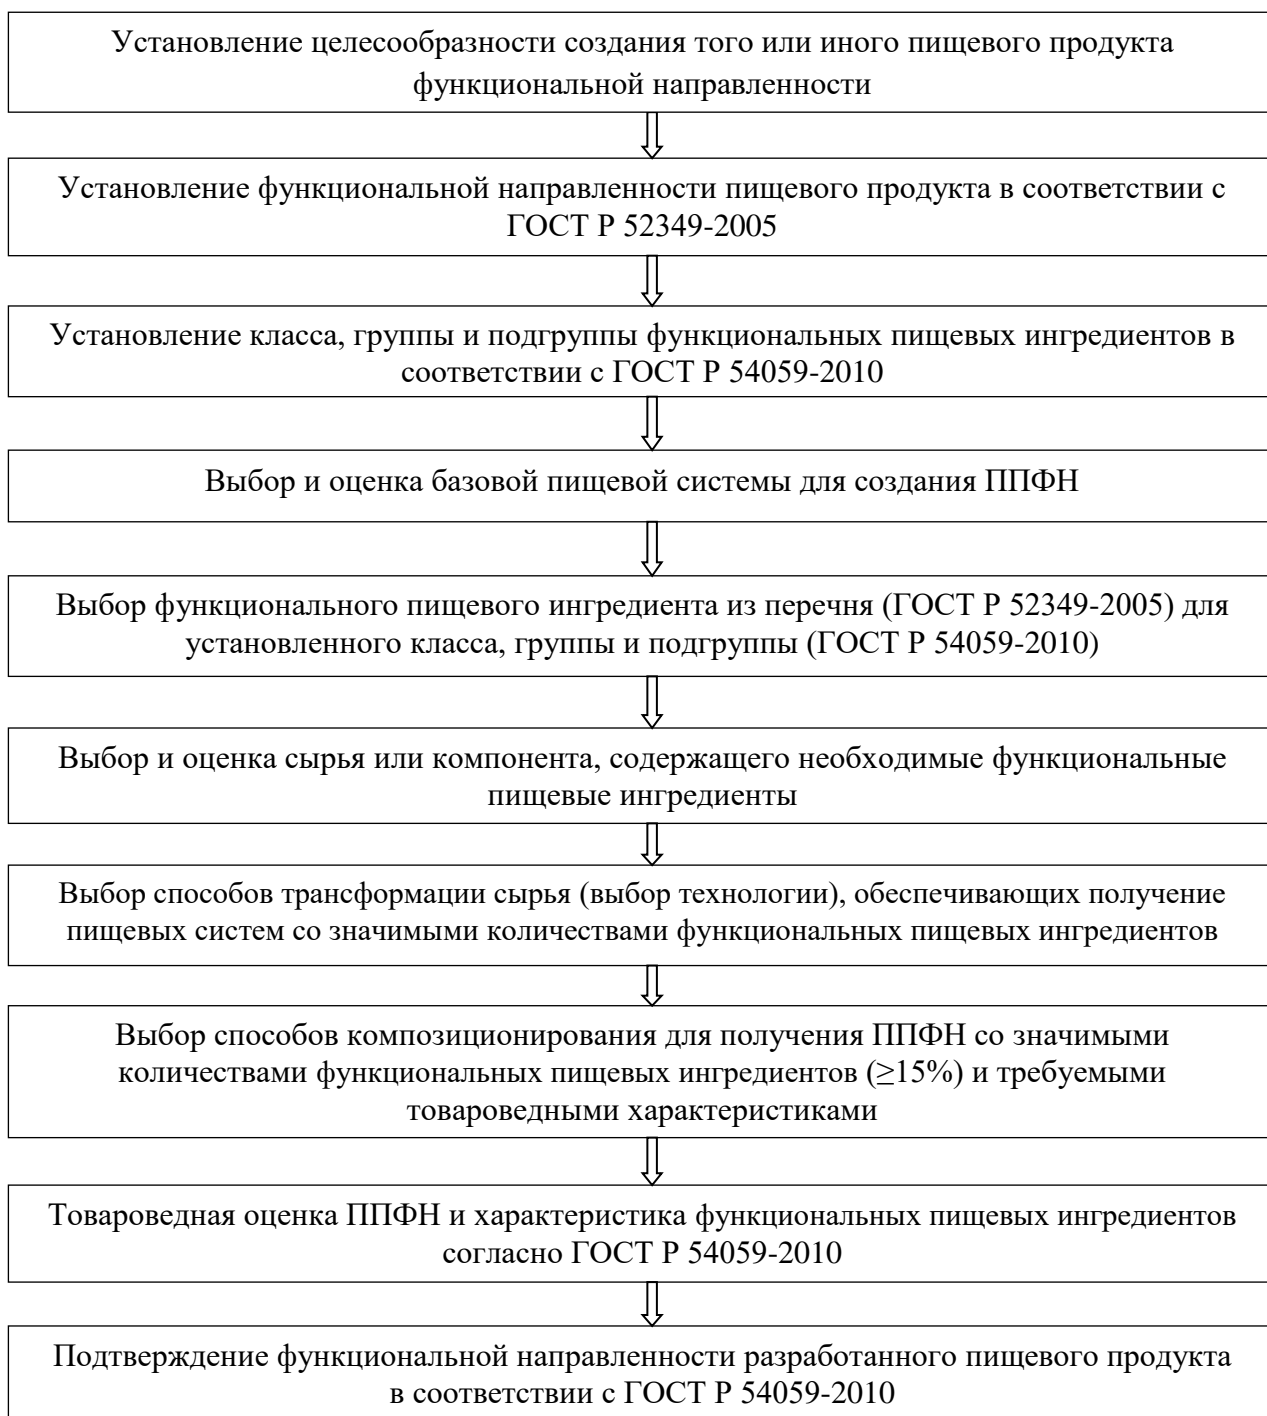 Установление целесообразности создания того или иного пищевого продукта
функциональной направленности
Установление функциональной направленности пищевого продукта в соответствии с
ГОСТ Р 52349-2005
Установление класса, группы и подгруппы функциональных пищевых ингредиентов в
соответствии с ГОСТ Р 54059-2010
Выбор и оценка базовой пищевой системы для создания ППФН
Выбор функционального пищевого ингредиента из перечня (ГОСТ Р 52349-2005) для
установленного класса, группы и подгруппы (ГОСТ Р 54059-2010)
Выбор и оценка сырья или компонента, содержащего необходимые функциональные
пищевые ингредиенты
Выбор способов трансформации сырья (выбор технологии), обеспечивающих получение
пищевых систем со значимыми количествами функциональных пищевых ингредиентов
Выбор способов композиционирования для получения ППФН со значимыми
количествами функциональных пищевых ингредиентов (≥15%) и требуемыми
товароведными характеристиками
Товароведная оценка ППФН и характеристика функциональных пищевых ингредиентов
согласно ГОСТ Р 54059-2010
Подтверждение функциональной направленности разработанного пищевого продукта
в соответствии с ГОСТ Р 54059-2010